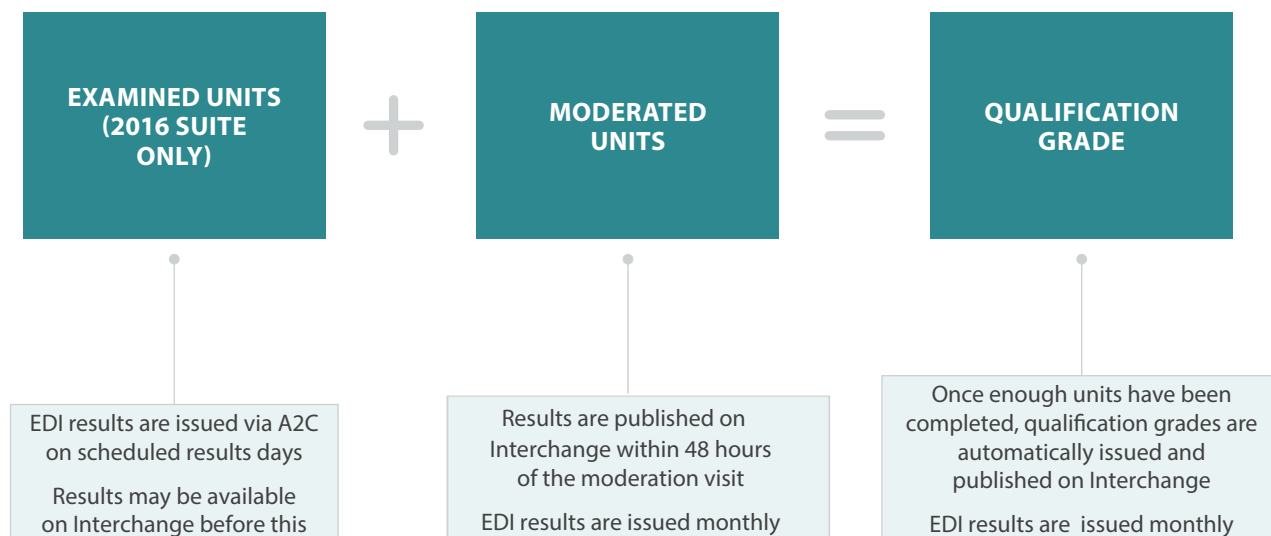 EXAMINED UNITS
(2016 SUITE
ONLY)
+
MODERATED
UNITS
=
QUALIFICATION
GRADE
EDI results are issued via A2C
on scheduled results days
Results may be available
on Interchange before this
Results are published on
Interchange within 48 hours
of the moderation visit
EDI results are issued monthly
Once enough units have been
completed, qualification grades are
automatically issued and
published on Interchange
EDI results are issued monthly